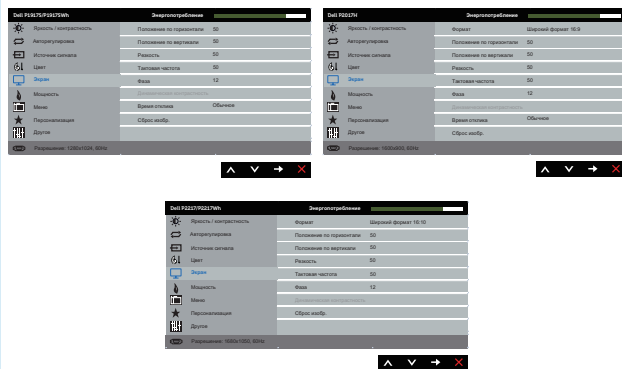 Dell P1917S/P1917SWh Энергопотребление
Яркость / контрастность Положение по горизонтали 50
Авторегулировка Положение по вертикали 50
Источник сигнала Резкость 50
Цвет Тактовая частота 50
Экран Фаза 12
Мощность Динамическая контрастность
Меню Время отклика Обычное
Персонализация Сброс изобр.
Другое
Разрешение: 1280x1024, 60Hz
Dell P2017H Энергопотребление
Яркость / контрастность Формат Широкий формат 16:9
Авторегулировка Положение по горизонтали 50
Источник сигнала Положение по вертикали 50
Цвет Резкость 50
Экран Тактовая частота 50
Мощность Фаза 12
Меню Динамическая контрастность
Персонализация Время отклика Обычное
Другое Сброс изобр.
Разрешение: 1600x900, 60Hz
Dell P2217/P2217Wh Энергопотребление
Яркость / контрастность Формат Широкий формат 16:10
Авторегулировка Положение по горизонтали 50
Источник сигнала Положение по вертикали 50
Цвет Резкость 50
Экран Тактовая частота 50
Мощность Фаза 12
Меню Динамическая контрастность
Персонализация Сброс изобр.
Другое
Разрешение: 1680x1050, 60Hz